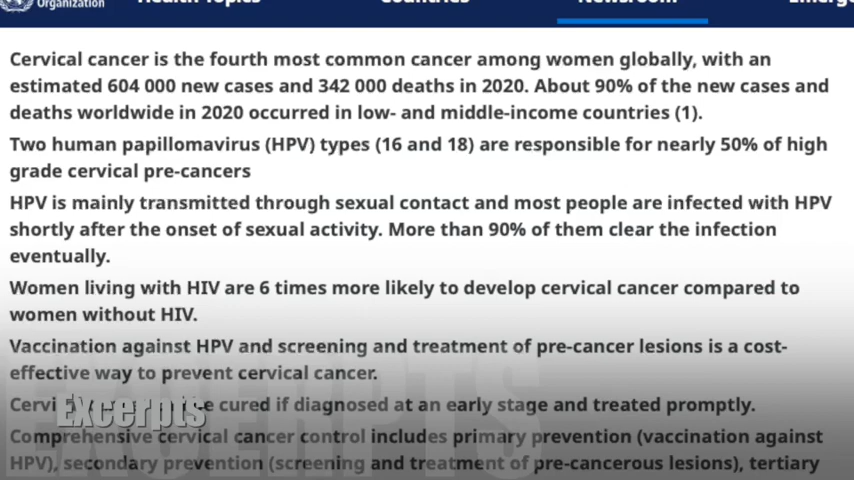 Organization
Health Topics
Countries
Newsroom
Cervical cancer is the fourth most common cancer among women globally, with an
estimated 604 000 new cases and 342 000 deaths in 2020. About 90% of the new cases and
deaths worldwide in 2020 occurred in low- and middle-income countries (1).
Two human papillomavirus (HPV) types (16 and 18) are responsible for nearly 50% of high
grade cervical pre-cancers
HPV is mainly transmitted through sexual contact and most people are infected with HPV
shortly after the onset of sexual activity. More than 90% of them clear the infection
eventually.
Women living with HIV are 6 times more likely to develop cervical cancer compared to
women without HIV.
Vaccination against HPV and screening and treatment of pre-cancer lesions is a cost-
effective way to prevent cervical cancer.
cured if diagnosed at an early stage and treated promptly.
Excerpts
EXCERPTS
Comprehensive cervical cancer control includes primary prevention (vaccination against
HPV), secondary prevention (screening and treatment of pre-cancerous lesions), tertiary